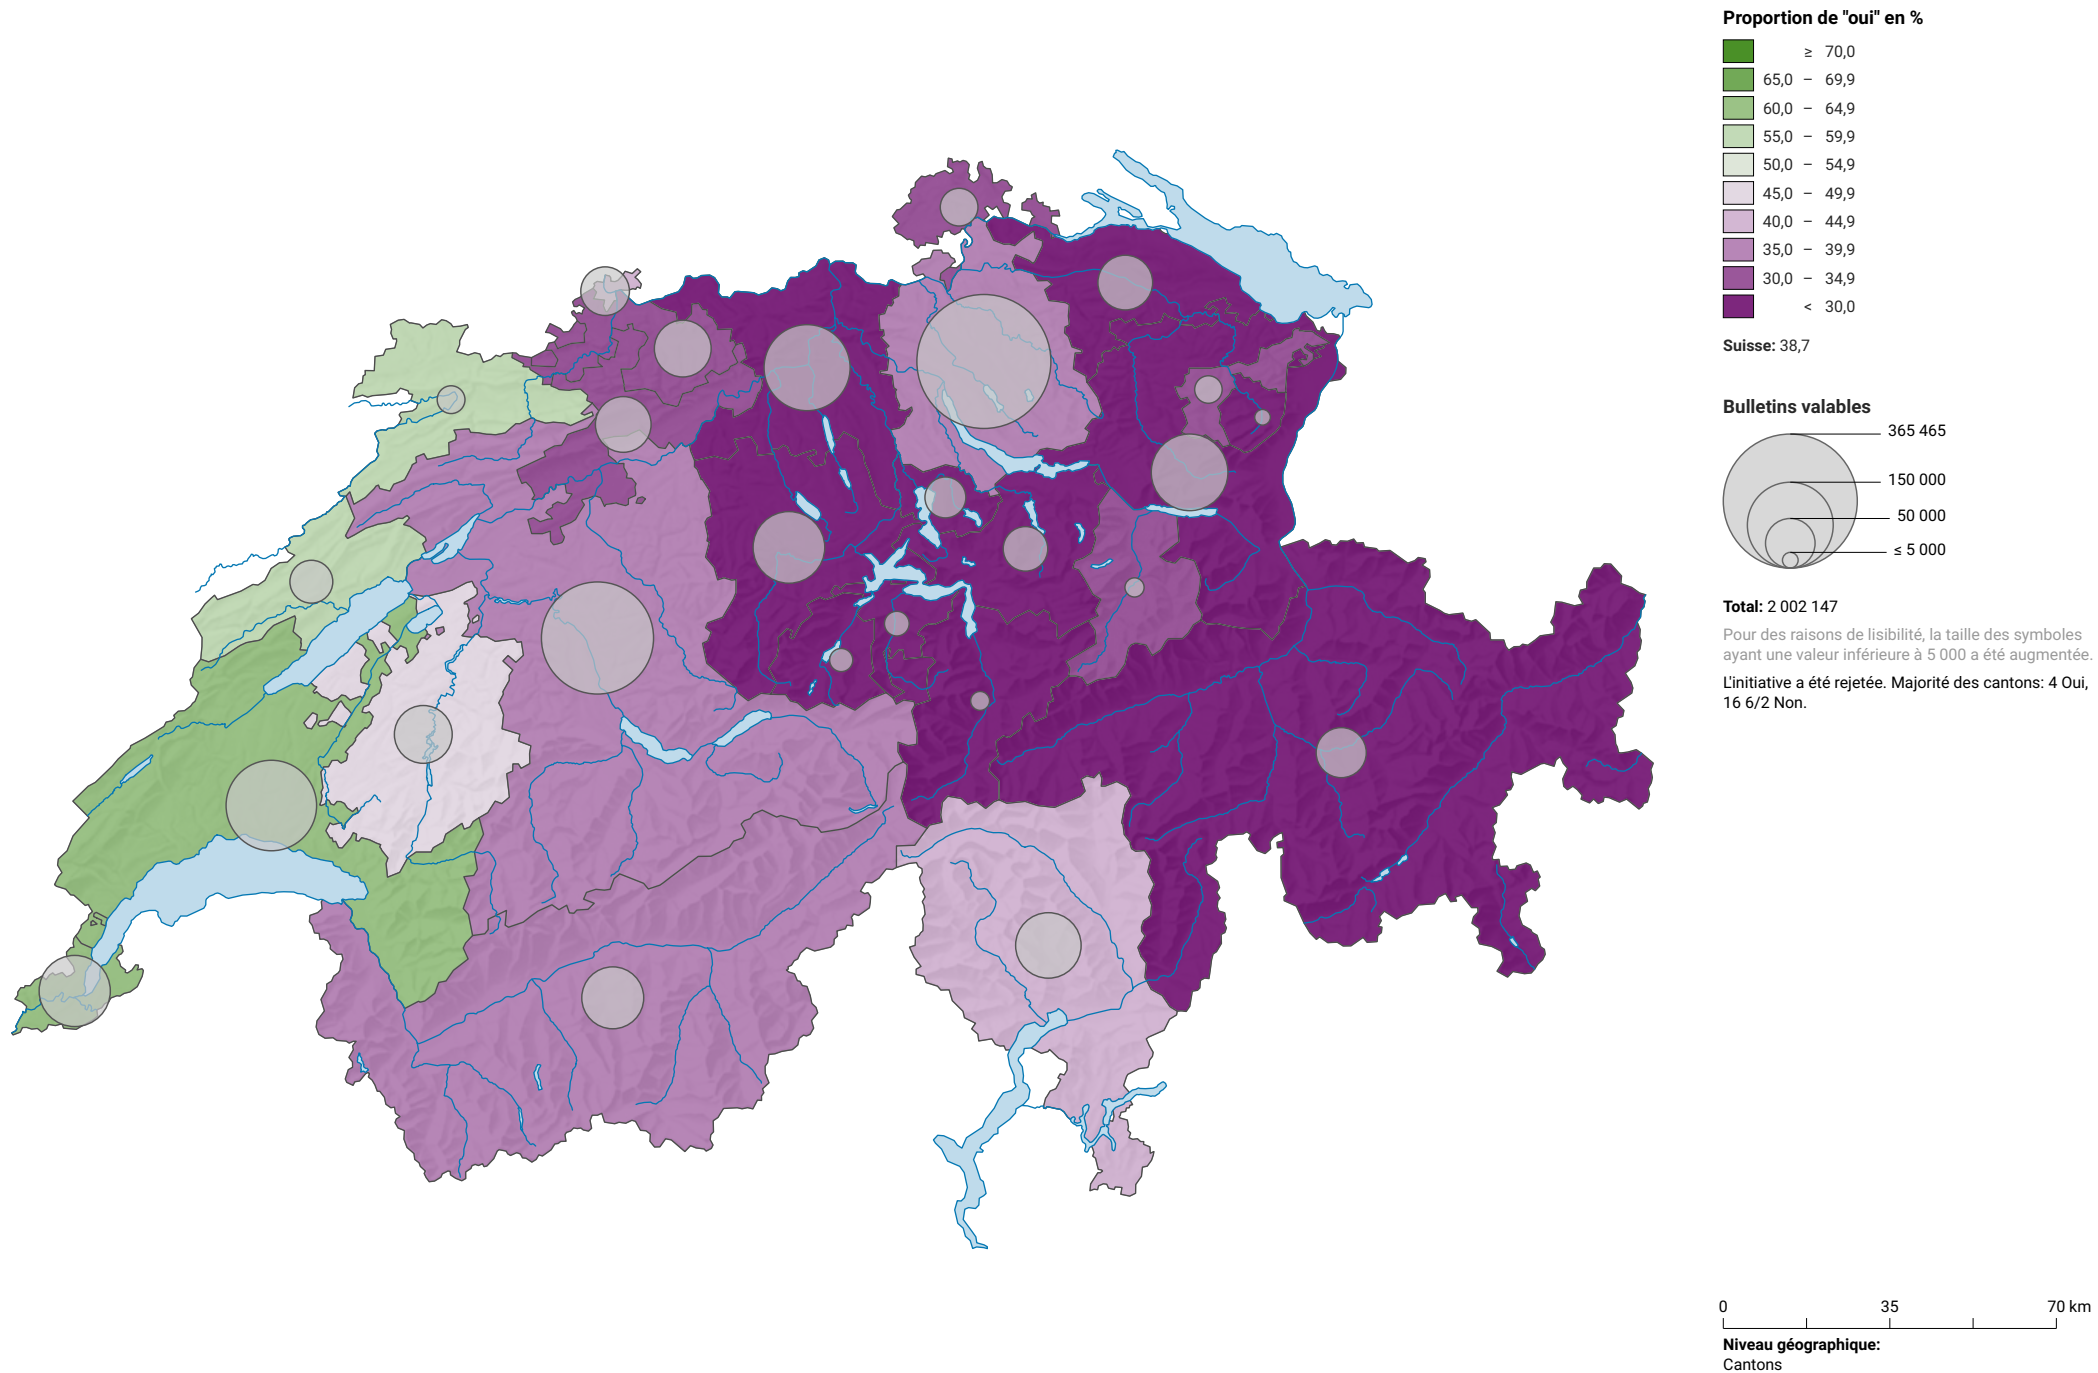 Proportion de "oui" en %
≥ 70,0
65,0 – 69,9
60,0 – 64,9
55,0 – 59,9
50,0 – 54,9
45,0 – 49,9
40,0 – 44,9
35,0 – 39,9
30,0 – 34,9
< 30,0
Suisse: 38,7
Bulletins valables
365 465
150 000
50 000
≤ 5 000
Total: 2 002 147
Pour des raisons de lisibilité, la taille des symboles
ayant une valeur inférieure à 5 000 a été augmentée.
L'initiative a été rejetée. Majorité des cantons: 4 Oui,
16 6/2 Non.
0 35 70 km
Niveau géographique:
Cantons